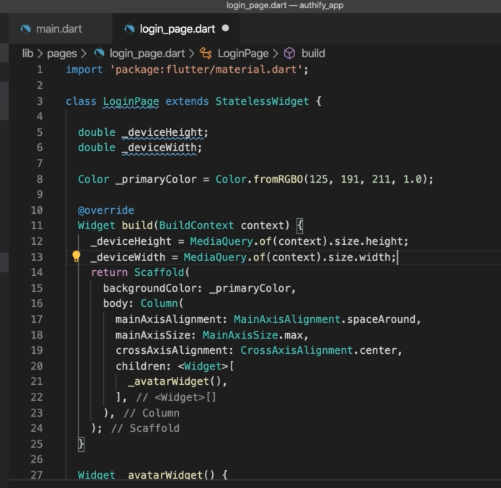 login_page.dart — authify_app
main.dart login_page.dart
lib > pages > login_page.dart > LoginPage > build
1 import 'package:flutter/material.dart';
2
3 class LoginPage extends StatelessWidget {
4
5 double _deviceHeight;
6 double _deviceWidth;
7
8 Color _primaryColor = Color.fromRGBO(125, 191, 211, 1.0);
9
10 @override
11 Widget build(BuildContext context) {
12 _deviceHeight = MediaQuery.of(context).size.height;
13 _deviceWidth = MediaQuery.of(context).size.width;
14 return Scaffold(
15 backgroundColor: _primaryColor,
16 body: Column(
17 mainAxisAlignment: MainAxisAlignment.spaceAround,
18 mainAxisSize: MainAxisSize.max,
19 crossAxisAlignment: CrossAxisAlignment.center,
20 children: <Widget>[
21 _avatarWidget(),
22 ], // <Widget>[]
23 ), // Column
24 ); // Scaffold
25 }
26
27 Widget _avatarWidget() {